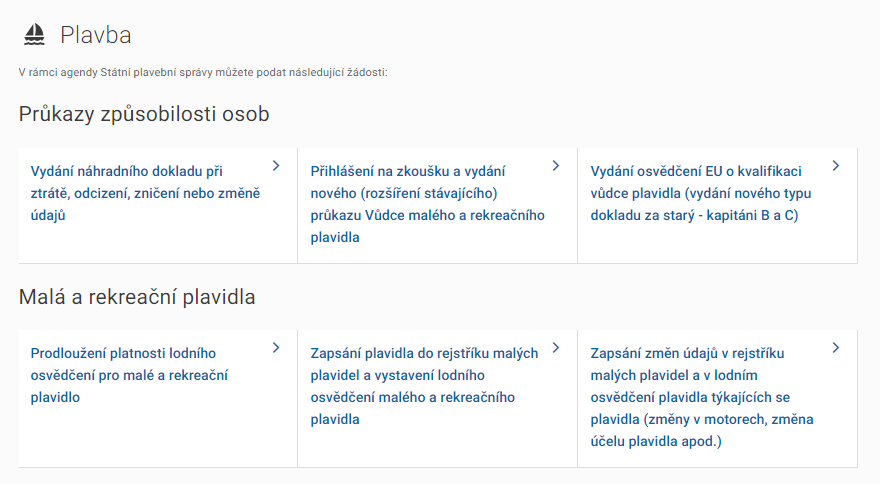 Plavba
V rámci agendy Státní plavební správy můžete podat následující žádosti:
Průkazy způsobilosti osob
Vydání náhradního dokladu při
ztrátě, odcizení, zničení nebo změně
údajů
Přihlášení na zkoušku a vydání
nového (rozšíření stávajícího)
průkazu Vůdce malého a rekreačního
plavidla
Vydání osvědčení EU o kvalifikaci
vůdce plavidla (vydání nového typu
dokladu za starý - kapitáni B a C)
Malá a rekreační plavidla
Prodloužení platnosti lodního
osvědčení pro malé a rekreační
plavidlo
Zapsání plavidla do rejstříku malých
plavidel a vystavení lodního
osvědčení malého a rekreačního
plavidla
Zapsání změn údajů v rejstříku
malých plavidel a v lodním
osvědčení plavidla týkajících se
plavidla (změny v motorech, změna
účelu plavidla apod.)